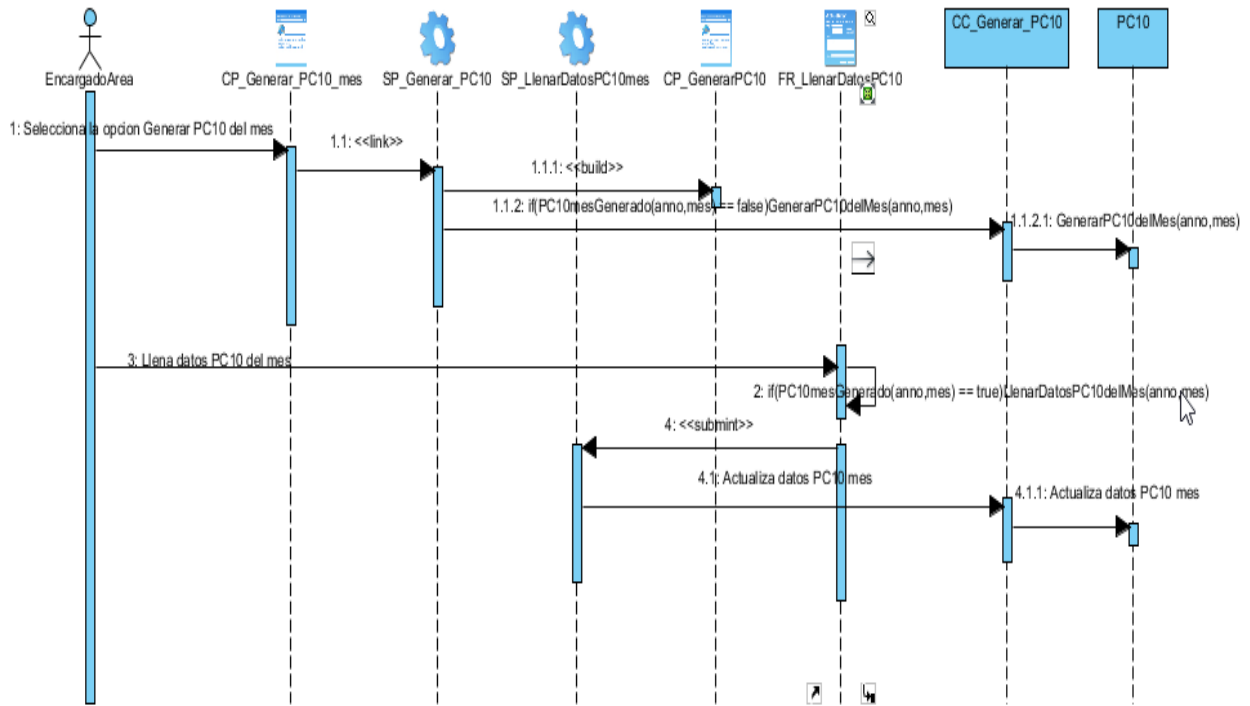 CC_Generar_PC10
PC10
EncargadoArea
CP_Generar_PC10_mes
SP_Generar_PC10
SP_LlenarDatosPC10mes
CP_GenerarPC10
FR_LlenarDatosPC10
1: Selecciona la opcion Generar PC10 del mes
1.1: <<link>>
1.1.1: <<build>>
1.1.2: if(PC10mesGenerado(anno,mes) == false)GenerarPC10delMes(anno,mes)
1.1.2.1: GenerarPC10delMes(anno,mes)
3: Llena datos PC10 del mes
2: if(PC10mesGenerado(anno,mes) == true)LlenarDatosPC10delMes(anno,mes)
4: <<submint>>
4.1: Actualiza datos PC10 mes
4.1.1: Actualiza datos PC10 mes